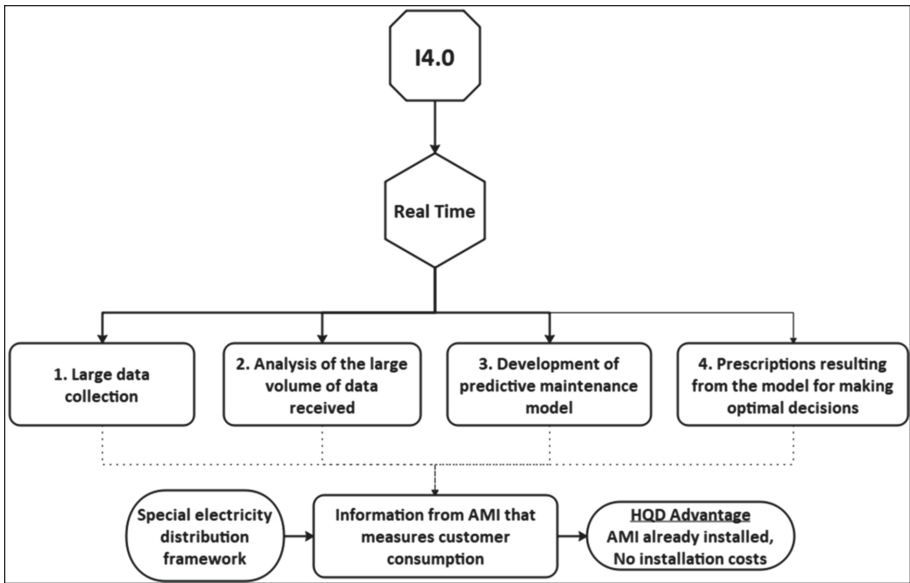 I4.0
Real Time
1. Large data
collection
2. Analysis of the large
volume of data
received
3. Development of
predictive maintenance
model
4. Prescriptions resulting
from the model for making
optimal decisions
Special electricity
distribution
framework
Information from AMI that
measures customer
consumption
HQD Advantage
AMI already installed,
No installation costs